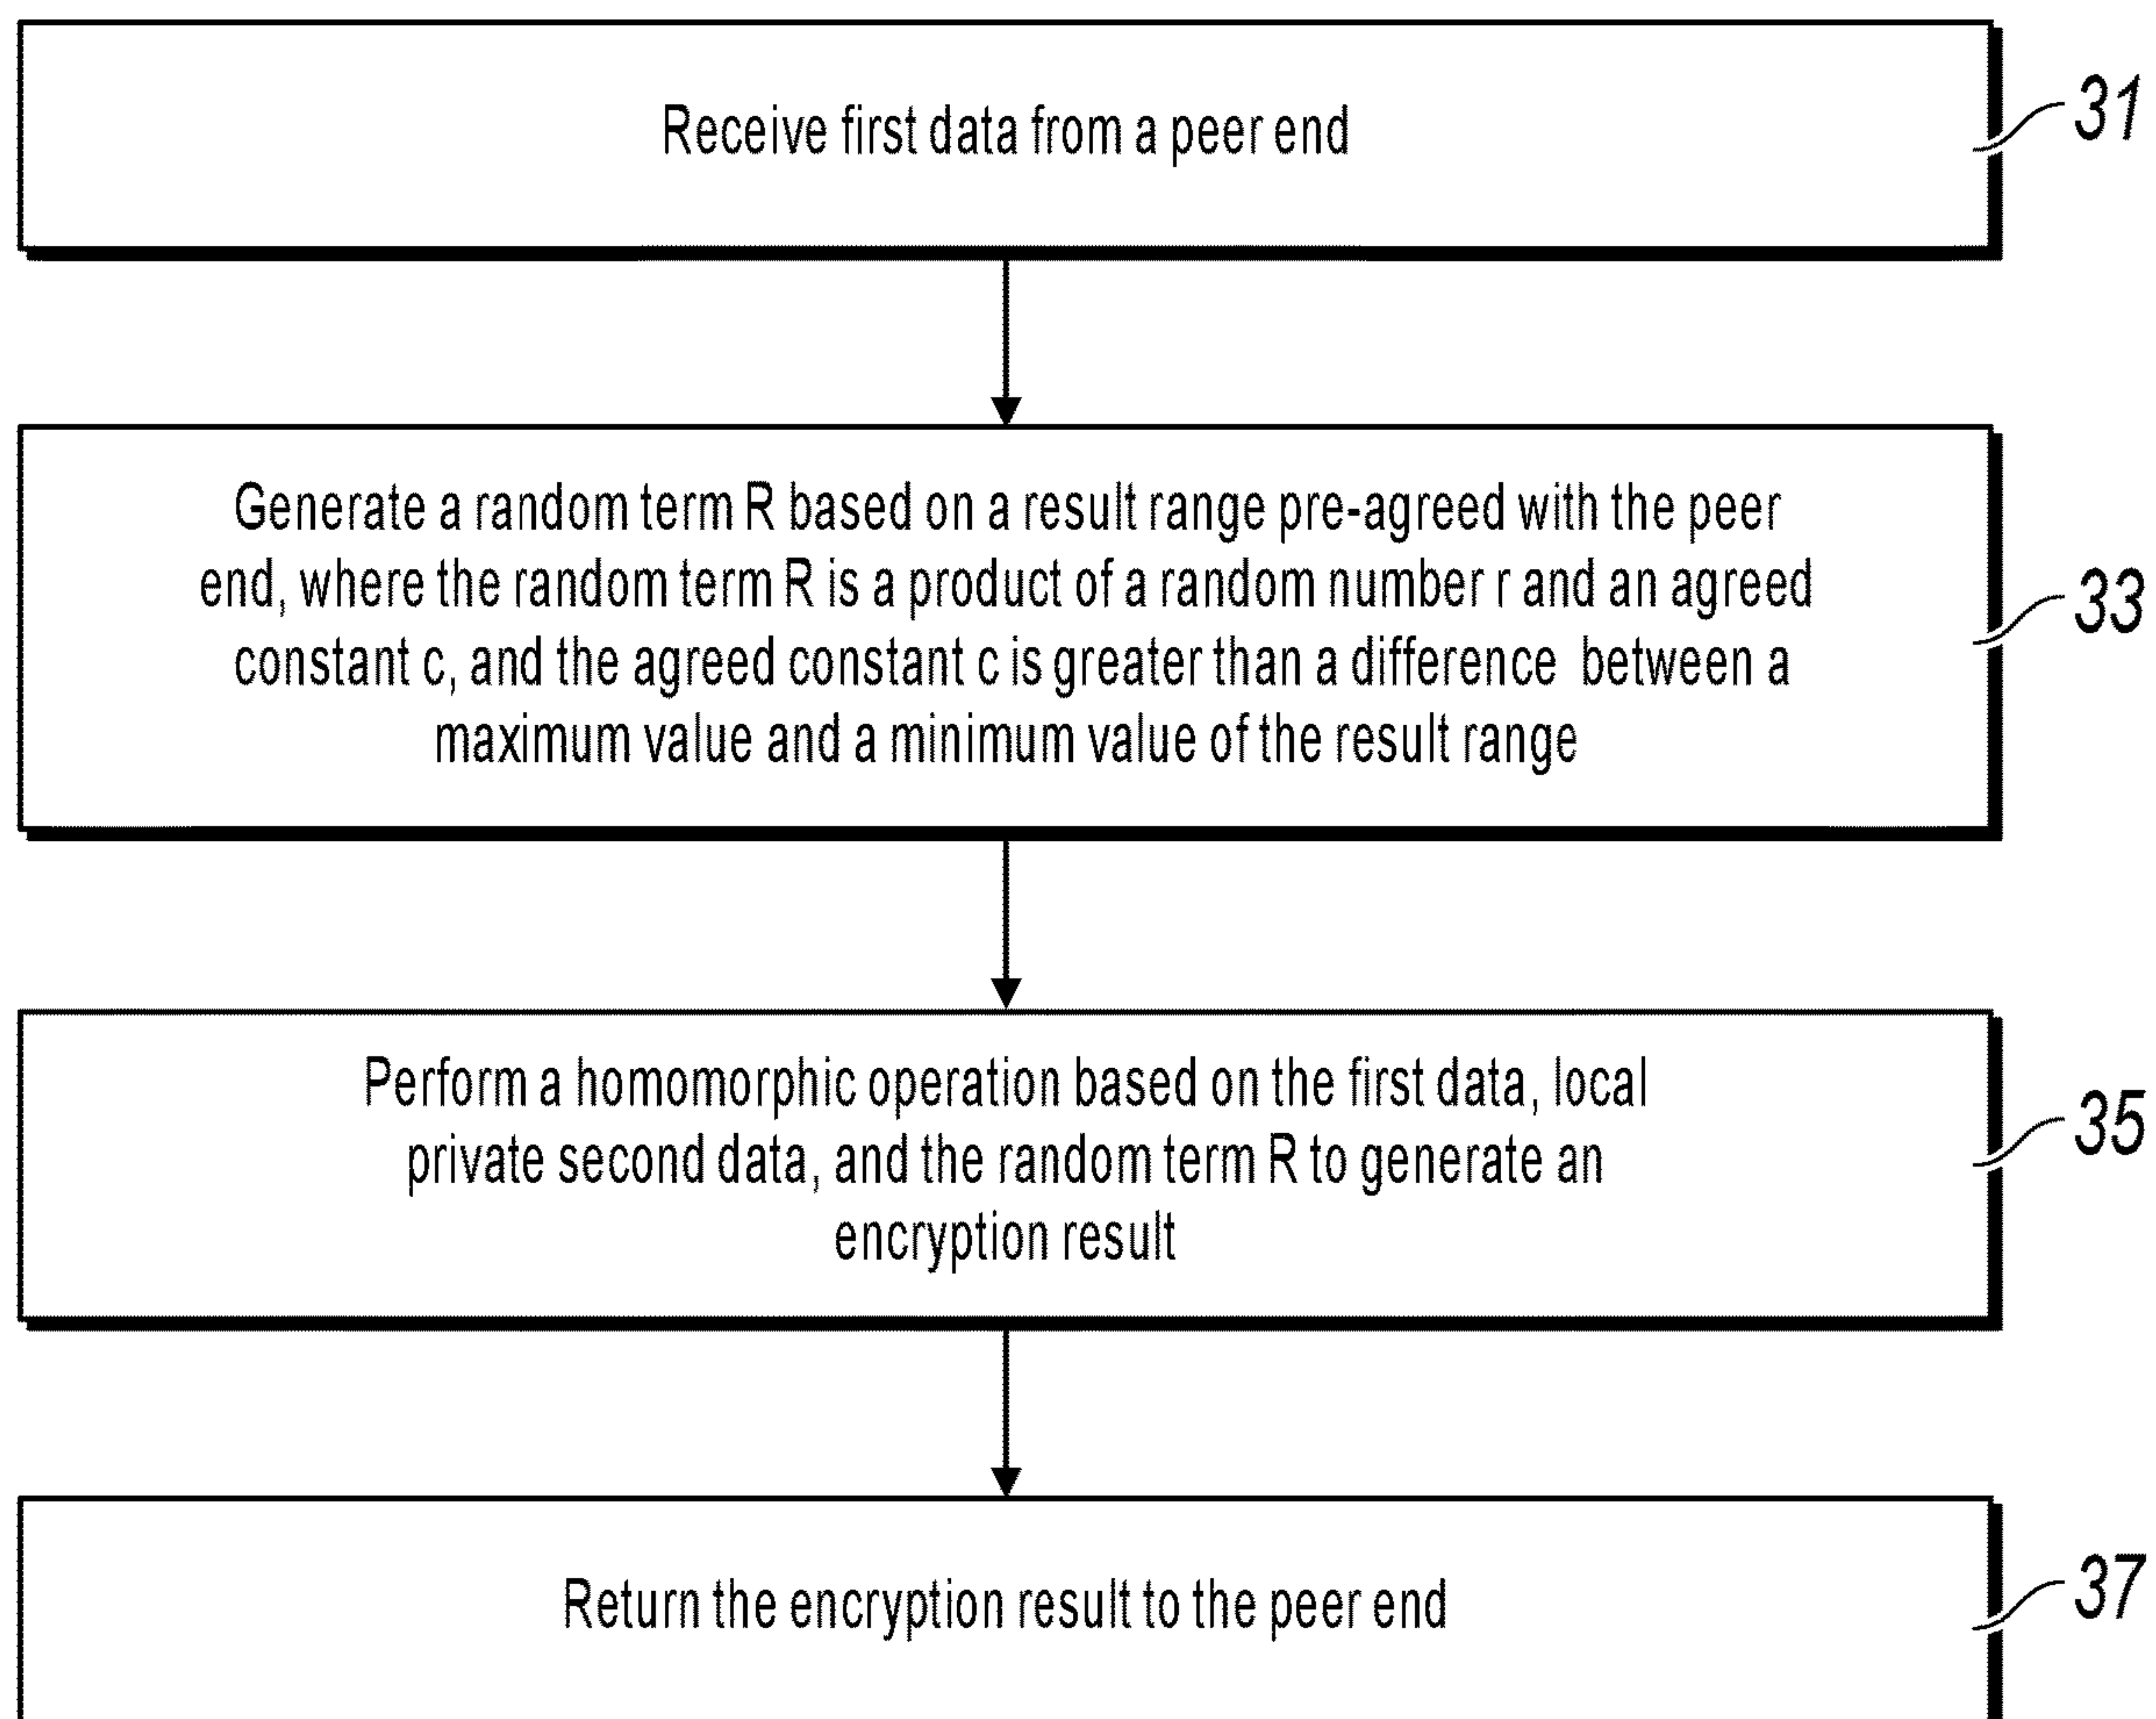 Receive first data from a peer end
31
Generate a random term R based on a result range pre-agreed with the peer
end, where the random term R is a product of a random number r and an agreed
constant c, and the agreed constant c is greater than a difference between a
maximum value and a minimum value of the result range
33
Perform a homomorphic operation based on the first data, local
private second data, and the random term R to generate an
encryption result
35
Return the encryption result to the peer end
37